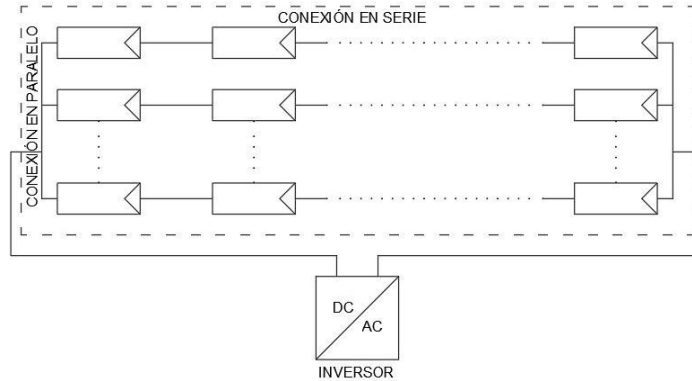 CONEXIÓN EN SERIE
CONEXIÓN EN PARALELO
DC
AC
INVERSOR